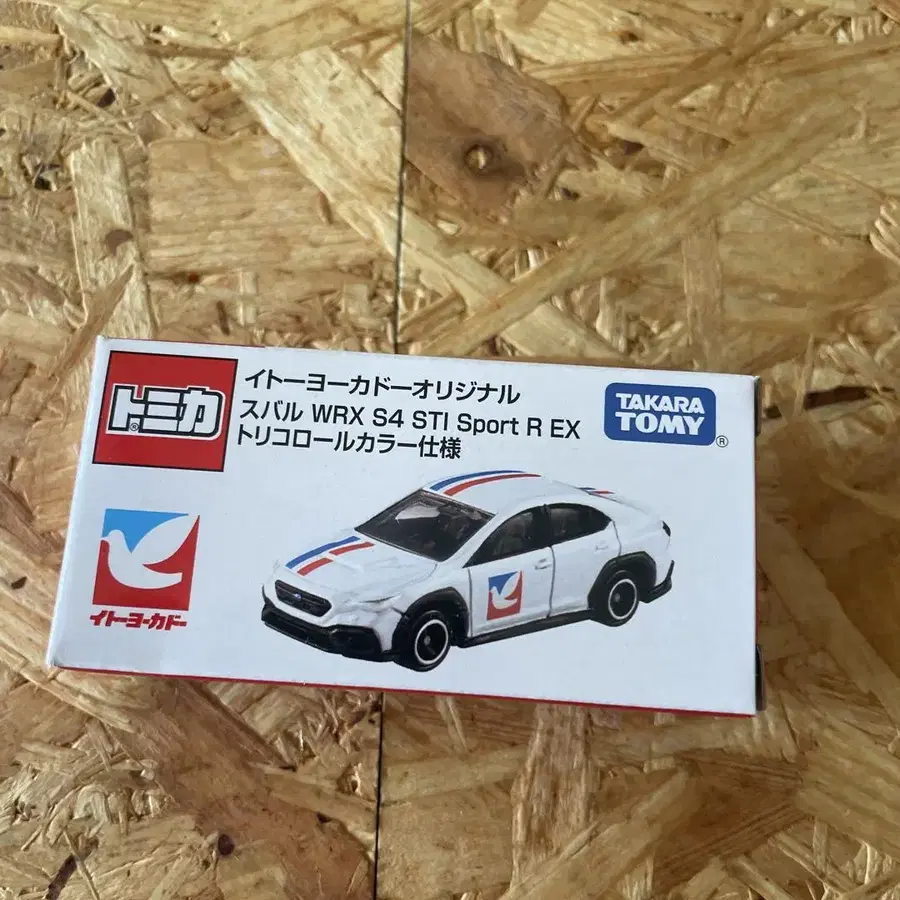 トミカ
®
イトーヨーカドーオリジナル
スバル WRX S4 STI Sport R EX
トリコロールカラー仕様
TAKARA
TOMY
®
イトーヨーカドー